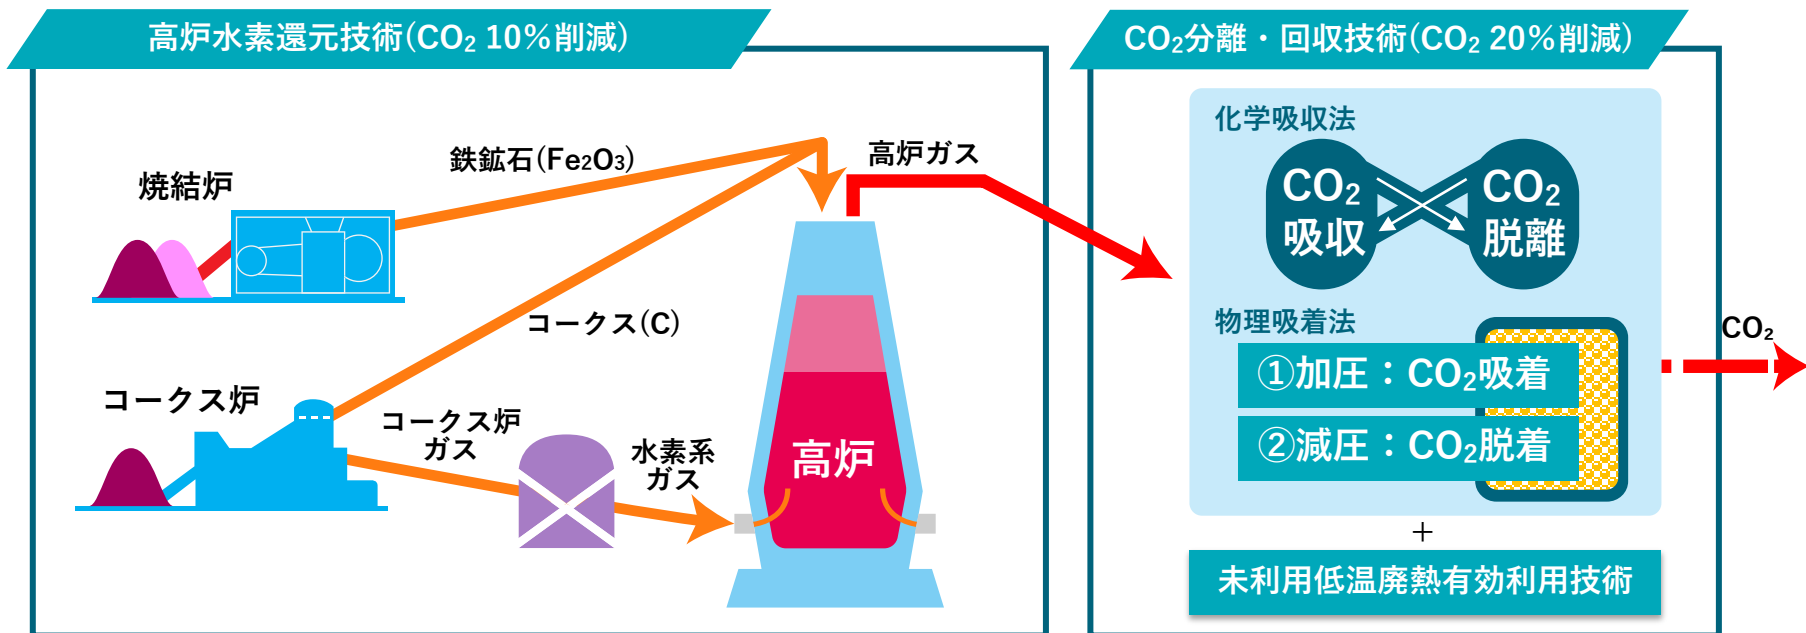 高炉水素還元技術(CO₂ 10%削減)
焼結炉
鉄鉱石(Fe₂O₃)
コークス(C)
コークス炉
コークス炉
ガス
水素系
ガス
高炉
高炉ガス
CO₂分離・回収技術(CO₂ 20%削減)
化学吸収法
CO₂
吸収
CO₂
脱離
物理吸着法
①加圧：CO₂吸着
②減圧：CO₂脱着
＋
未利用低温廃熱有効利用技術
CO₂